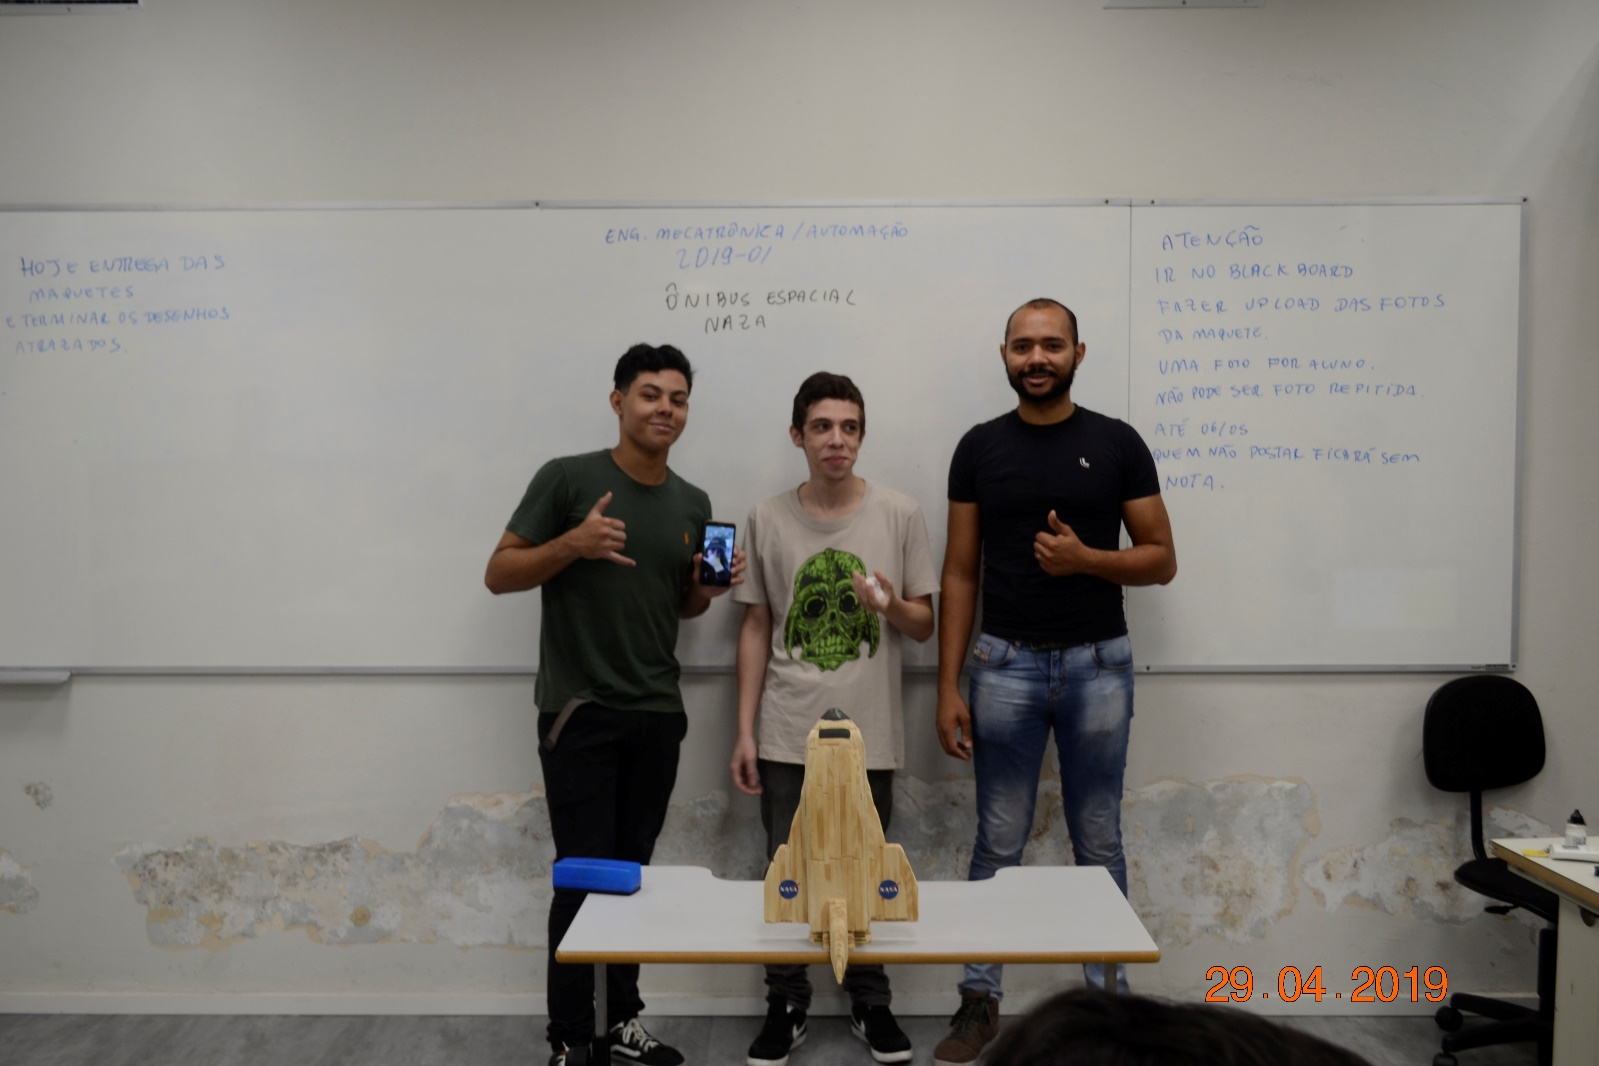 HOJE ENTREGA DAS
MAQUETES
E TERMINAR OS DESENHOS
ATRAZADOS.
ENG. MECATRÔNICA / AUTOMAÇÃO
2019-01
ÔNIBUS ESPACIAL
NAZA
ATENÇÃO
IR NO BLACK BOARD
FAZER UPLOAD DAS FOTOS
DA MAQUETE.
UMA FOTO POR ALUNO.
NÃO PODE SER FOTO REPITIDA.
ATÉ 06/05
QUEM NÃO POSTAR FICARÁ SEM
NOTA.
NASA
NASA
29.04.2019